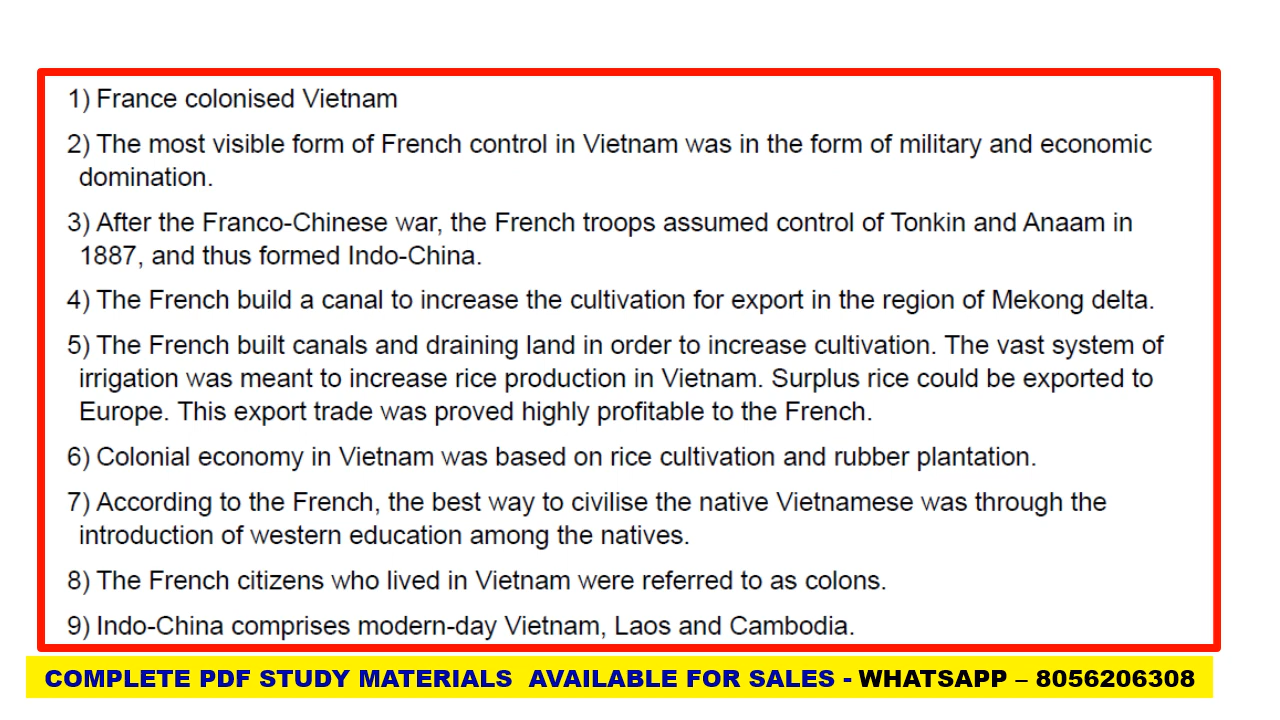 1) France colonised Vietnam
2) The most visible form of French control in Vietnam was in the form of military and economic
domination.
3) After the Franco-Chinese war, the French troops assumed control of Tonkin and Anaam in
1887, and thus formed Indo-China.
4) The French build a canal to increase the cultivation for export in the region of Mekong delta.
5) The French built canals and draining land in order to increase cultivation. The vast system of
irrigation was meant to increase rice production in Vietnam. Surplus rice could be exported to
Europe. This export trade was proved highly profitable to the French.
6) Colonial economy in Vietnam was based on rice cultivation and rubber plantation.
7) According to the French, the best way to civilise the native Vietnamese was through the
introduction of western education among the natives.
8) The French citizens who lived in Vietnam were referred to as colons.
9) Indo-China comprises modern-day Vietnam, Laos and Cambodia.
COMPLETE PDF STUDY MATERIALS AVAILABLE FOR SALES - WHATSAPP – 8056206308